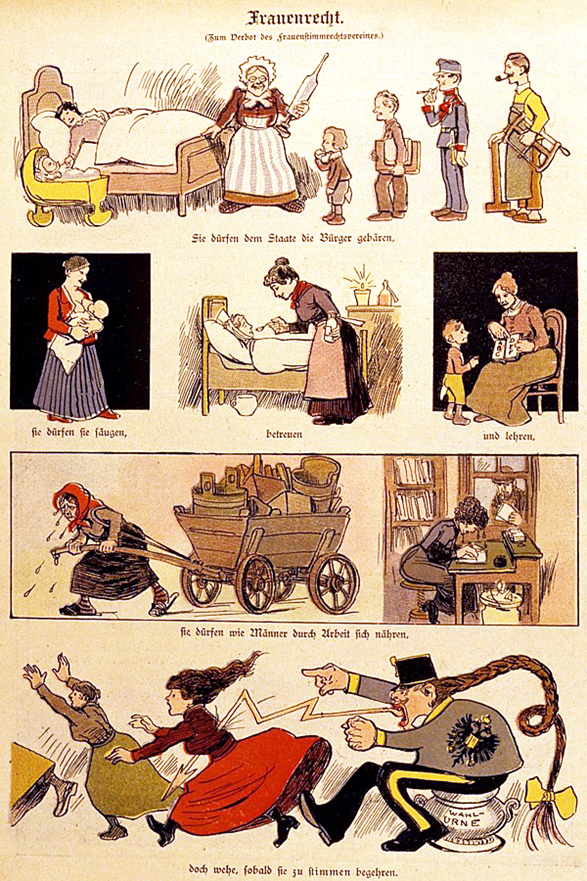 Frauenrecht.
(Zum Verbot des Frauenstimmrechtsvereines.)
Sie dürfen dem Staate die Bürger gebären,
sie dürfen sie säugen,
betreuen
und lehren,
sie dürfen wie Männer durch Arbeit sich nähren,
WAHL-
URNE
doch wehe, sobald sie zu stimmen begehren.